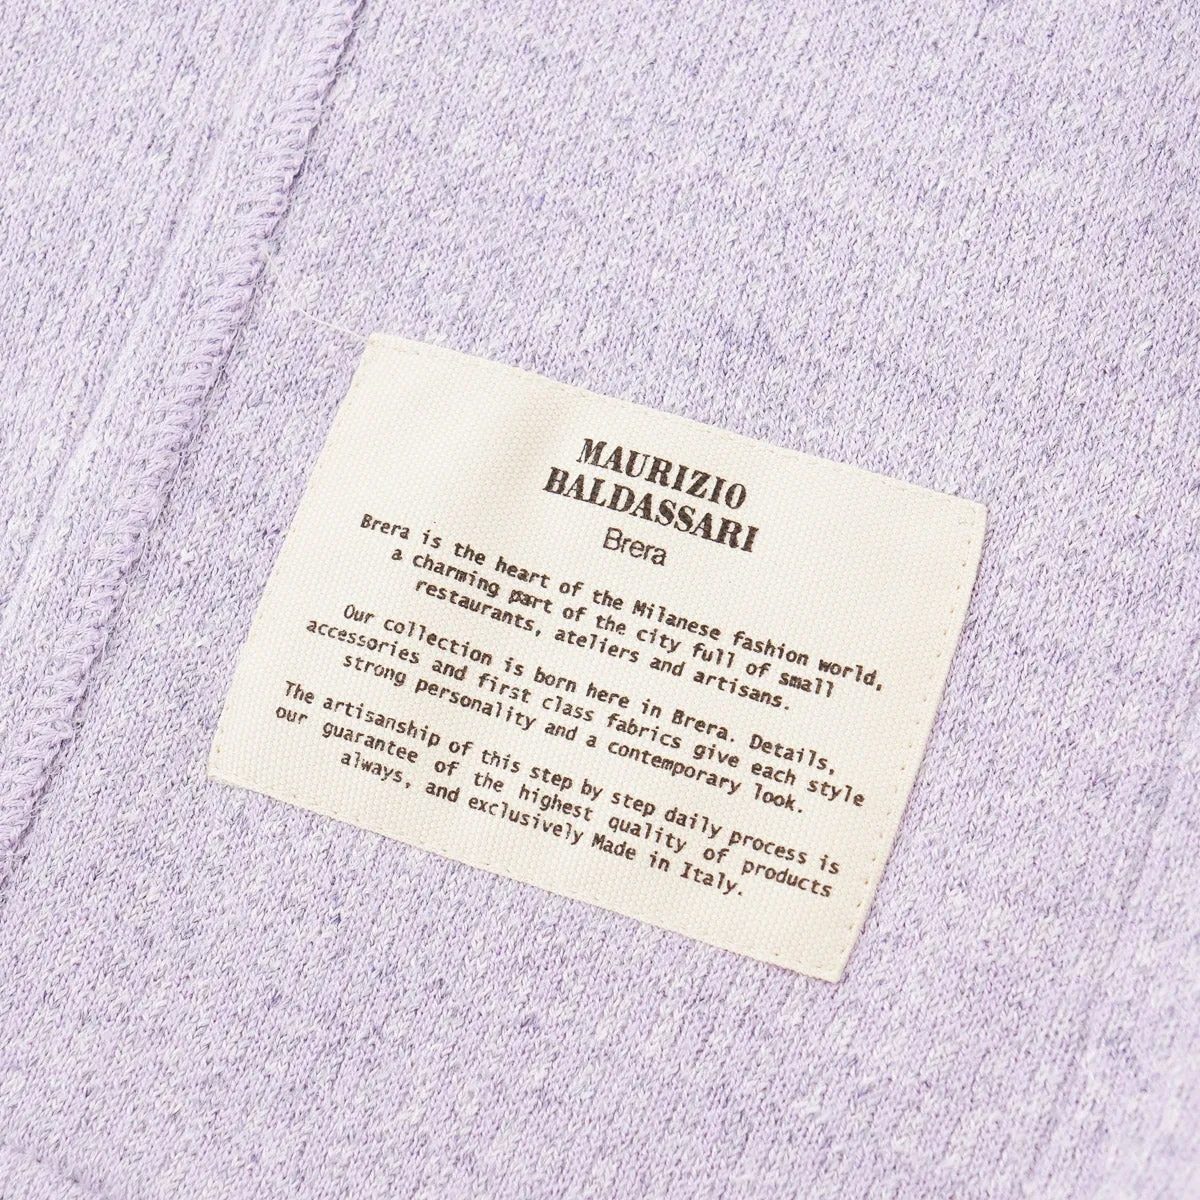 MAURIZIO
BALDASSARI
Brera
Brera is the heart of the Milanese fashion world,
a charming part of the city full of small
restaurants, ateliers and artisans.
Our collection is born here in Brera. Details,
accessories and first class fabrics give each style
strong personality and a contemporary look.
The artisanship of this step by step daily process is
our guarantee of the highest quality of products
always, and exclusively Made in Italy.